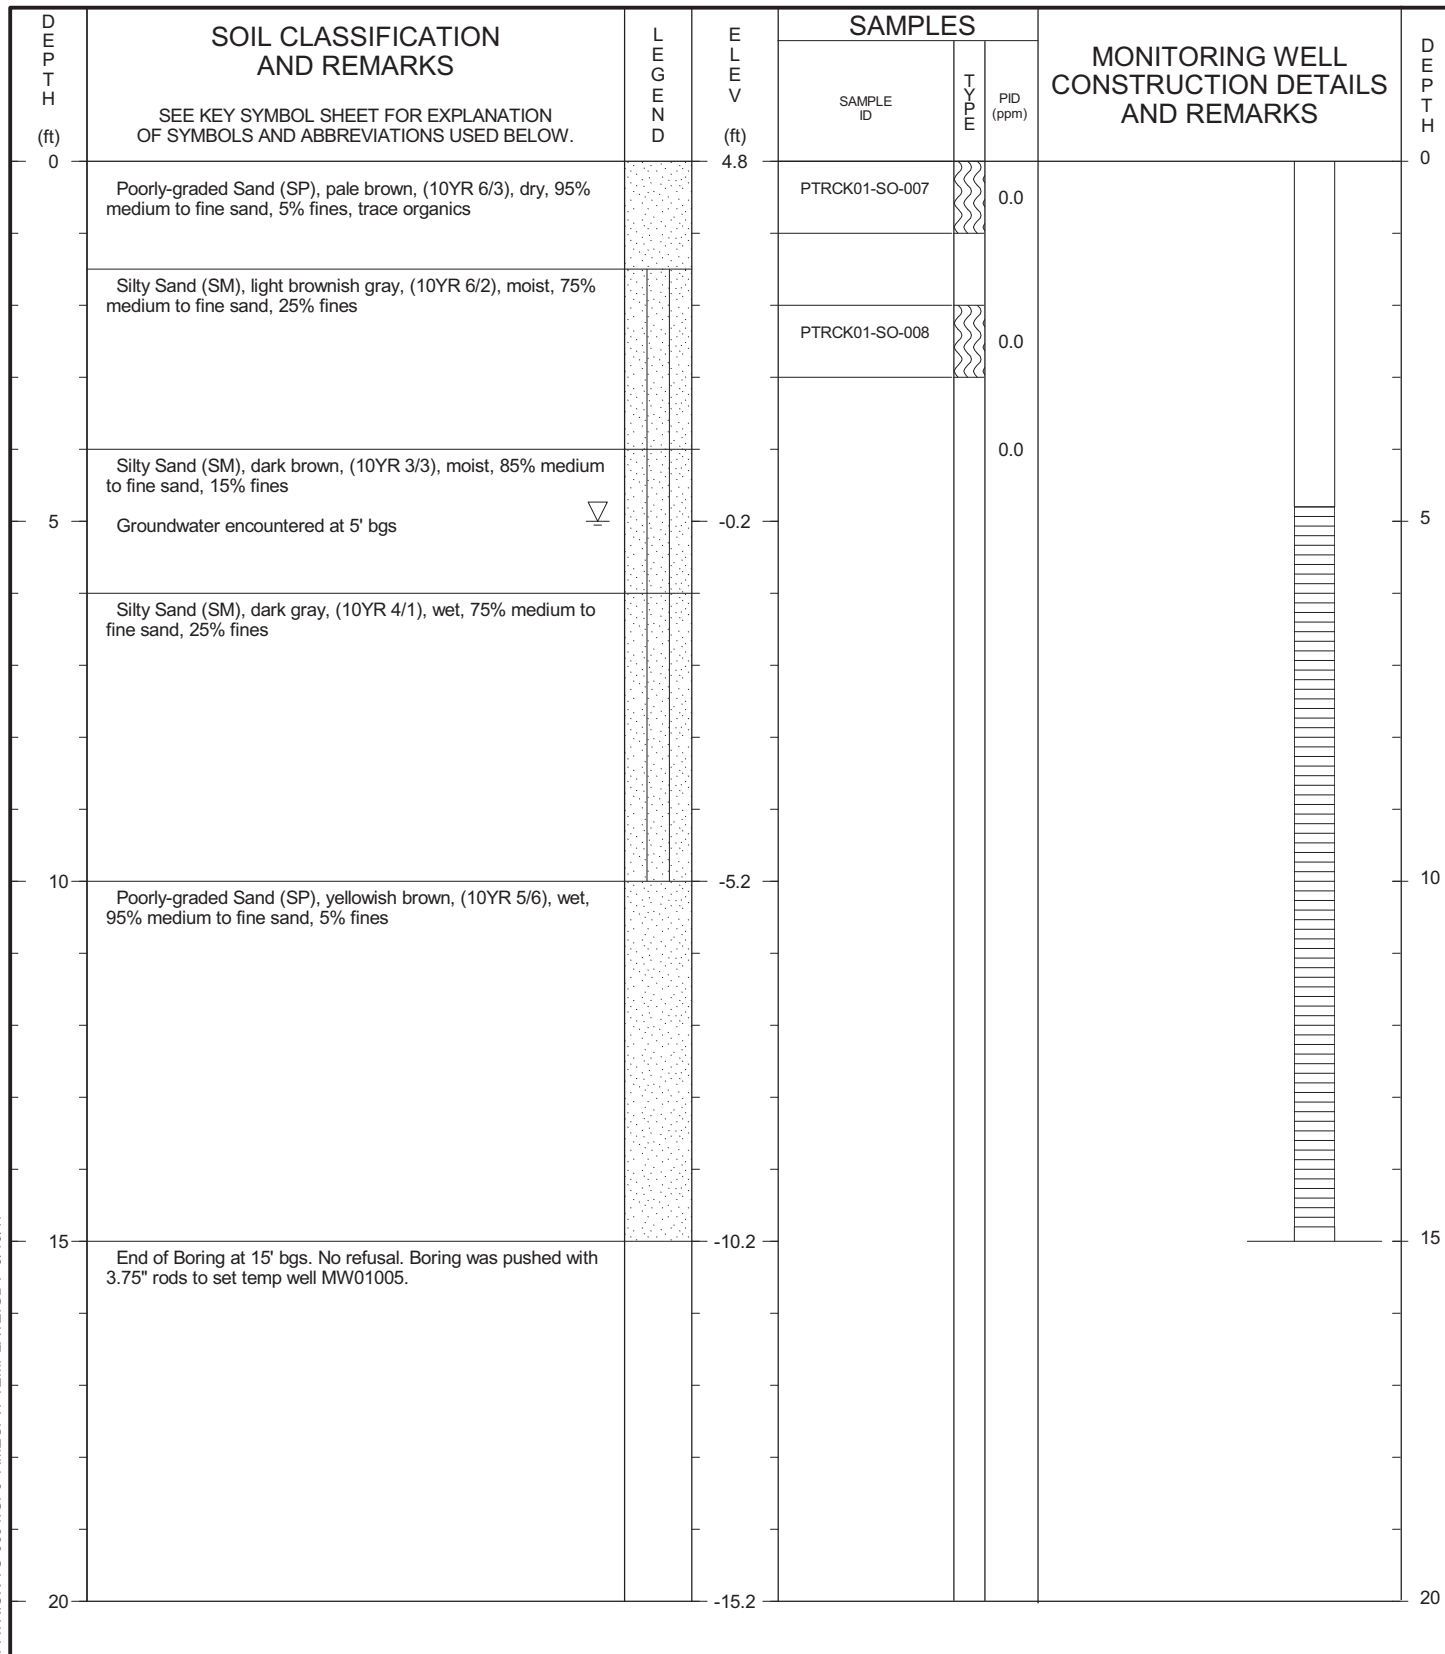 DEPTH
(ft)
SOIL CLASSIFICATION
AND REMARKS
SEE KEY SYMBOL SHEET FOR EXPLANATION
OF SYMBOLS AND ABBREVIATIONS USED BELOW.
LEGEND
ELEV
(ft)
SAMPLES
SAMPLE
ID
TYPE
PID
(ppm)
MONITORING WELL
CONSTRUCTION DETAILS
AND REMARKS
DEPTH
0
4.8
0
Poorly-graded Sand (SP), pale brown, (10YR 6/3), dry, 95%
medium to fine sand, 5% fines, trace organics
PTRCK01-SO-007
0.0
Silty Sand (SM), light brownish gray, (10YR 6/2), moist, 75%
medium to fine sand, 25% fines
PTRCK01-SO-008
0.0
0.0
Silty Sand (SM), dark brown, (10YR 3/3), moist, 85% medium
to fine sand, 15% fines
5
Groundwater encountered at 5' bgs
-0.2
5
Silty Sand (SM), dark gray, (10YR 4/1), wet, 75% medium to
fine sand, 25% fines
10
-5.2
10
Poorly-graded Sand (SP), yellowish brown, (10YR 5/6), wet,
95% medium to fine sand, 5% fines
15
-10.2
15
End of Boring at 15' bgs. No refusal. Boring was pushed with
3.75" rods to set temp well MW01005.
20
-15.2
20